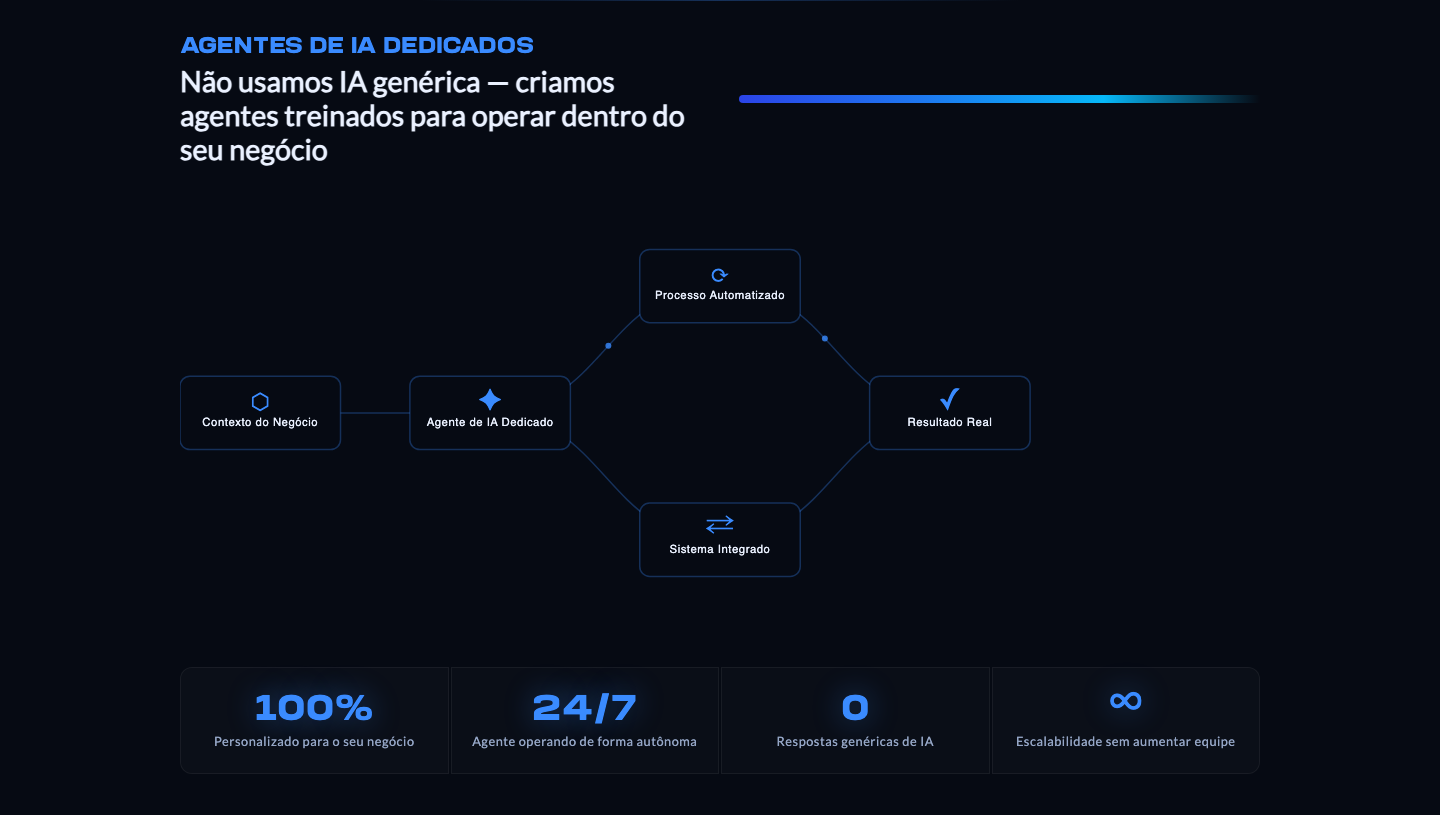 AGENTES DE IA DEDICADOS
Não usamos IA genérica — criamos
agentes treinados para operar dentro do
seu negócio
Processo Automatizado
Contexto do Negócio
Agente de IA Dedicado
Resultado Real
Sistema Integrado
100%
Personalizado para o seu negócio
24/7
Agente operando de forma autônoma
0
Respostas genéricas de IA
∞
Escalabilidade sem aumentar equipe